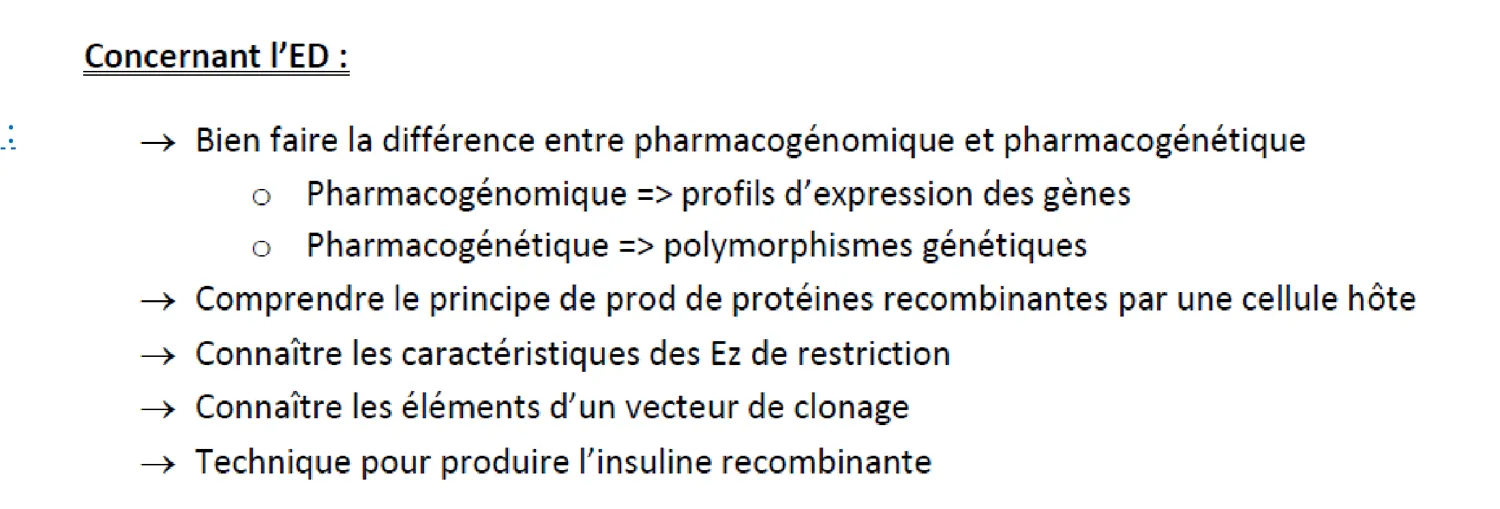 Concernant l'ED :
→ Bien faire la différence entre pharmacogénomique et pharmacogénétique
o Pharmacogénomique => profils d'expression des gènes
o Pharmacogénétique => polymorphismes génétiques
→ Comprendre le principe de prod de protéines recombinantes par une cellule hôte
→ Connaître les caractéristiques des Ez de restriction
→ Connaître les éléments d'un vecteur de clonage
→ Technique pour produire l'insuline recombinante